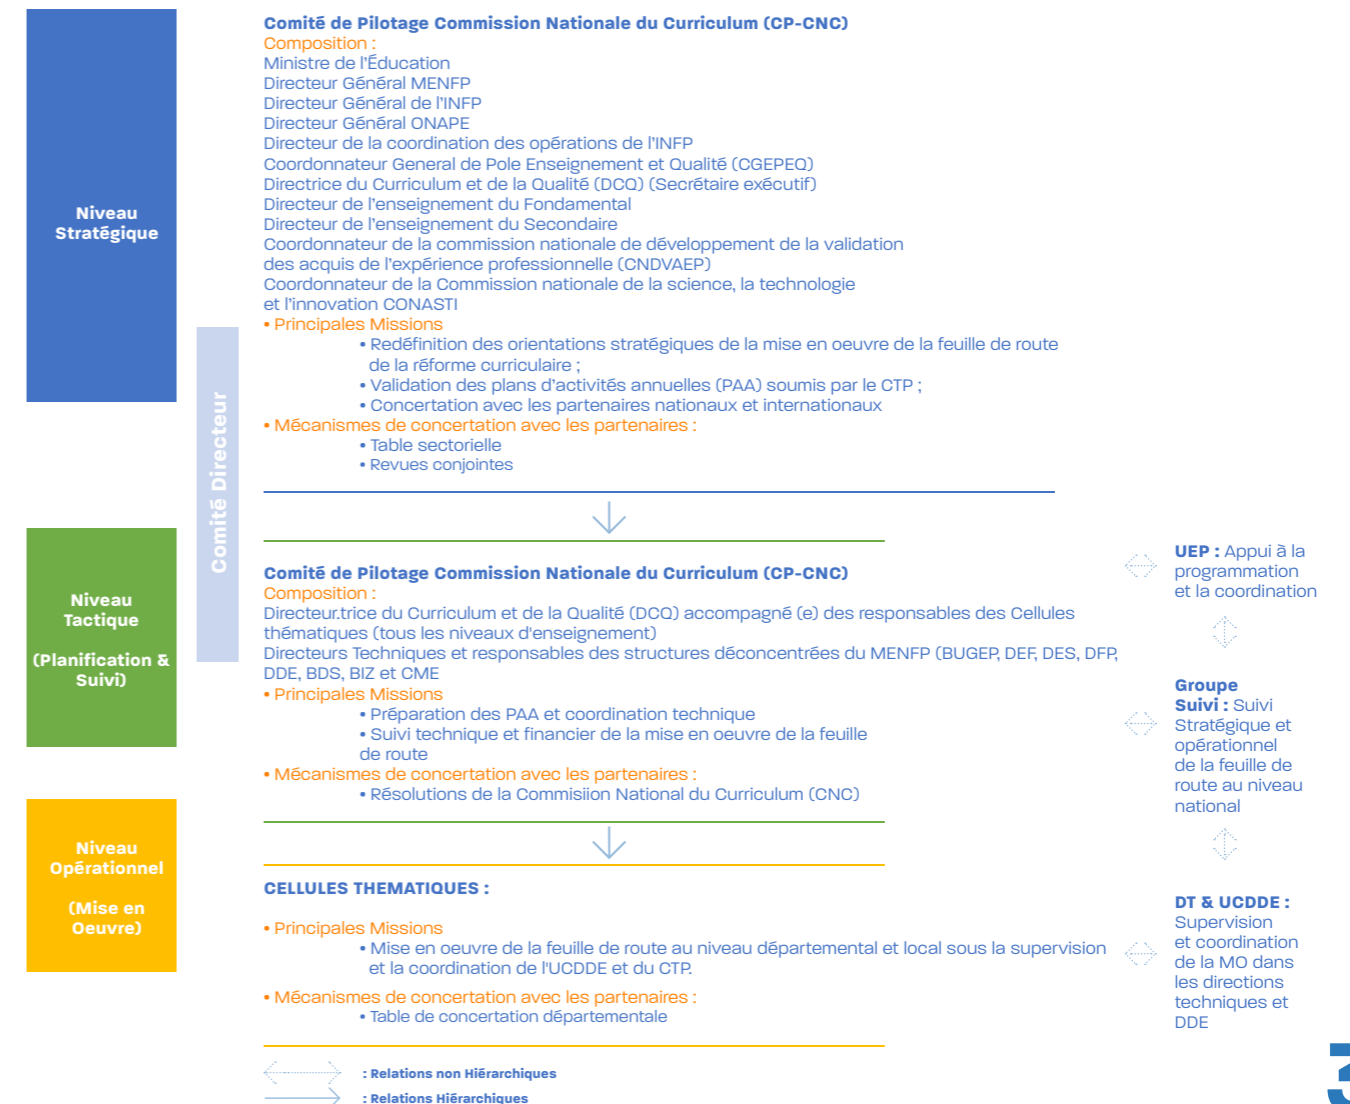 Niveau
Stratégique
Comité Directeur
Comité de Pilotage Commission Nationale du Curriculum (CP-CNC)
Composition :
Ministre de l'Éducation
Directeur Général MENFP
Directeur Général de l'INFP
Directeur Général ONAPE
Directeur de la coordination des opérations de l'INFP
Coordonnateur General de Pole Enseignement et Qualité (CGEPEQ)
Directrice du Curriculum et de la Qualité (DCQ) (Secrétaire exécutif)
Directeur de l'enseignement du Fondamental
Directeur de l'enseignement du Secondaire
Coordonnateur de la commission nationale de développement de la validation
des acquis de l'expérience professionnelle (CNDVAEP)
Coordonnateur de la Commission nationale de la science, la technologie
et l'innovation CONASTI
• Principales Missions
• Redéfinition des orientations stratégiques de la mise en oeuvre de la feuille de route
de la réforme curriculaire ;
• Validation des plans d'activités annuelles (PAA) soumis par le CTP ;
• Concertation avec les partenaires nationaux et internationaux
• Mécanismes de concertation avec les partenaires :
• Table sectorielle
• Revues conjointes
Niveau
Tactique
(Planification &
Suivi)
Comité de Pilotage Commission Nationale du Curriculum (CP-CNC)
Composition :
Directeur.trice du Curriculum et de la Qualité (DCQ) accompagné (e) des responsables des Cellules
thématiques (tous les niveaux d'enseignement)
Directeurs Techniques et responsables des structures déconcentrées du MENFP (BUGEP, DEF, DES, DFP,
DDE, BDS, BIZ et CME
• Principales Missions
• Préparation des PAA et coordination technique
• Suivi technique et financier de la mise en oeuvre de la feuille
de route
• Mécanismes de concertation avec les partenaires :
• Résolutions de la Commisiion National du Curriculum (CNC)
Niveau
Opérationnel
(Mise en
Oeuvre)
CELLULES THEMATIQUES :
• Principales Missions
• Mise en oeuvre de la feuille de route au niveau départemental et local sous la supervision
et la coordination de l'UCDDE et du CTP.
• Mécanismes de concertation avec les partenaires :
• Table de concertation départementale
UEP : Appui à la
programmation
et la coordination
Groupe
Suivi : Suivi
Stratégique et
opérationnel
de la feuille de
route au niveau
national
DT & UCDDE :
Supervision
et coordination
de la MO dans
les directions
techniques et
DDE
: Relations non Hiérarchiques
: Relations Hiérarchiques